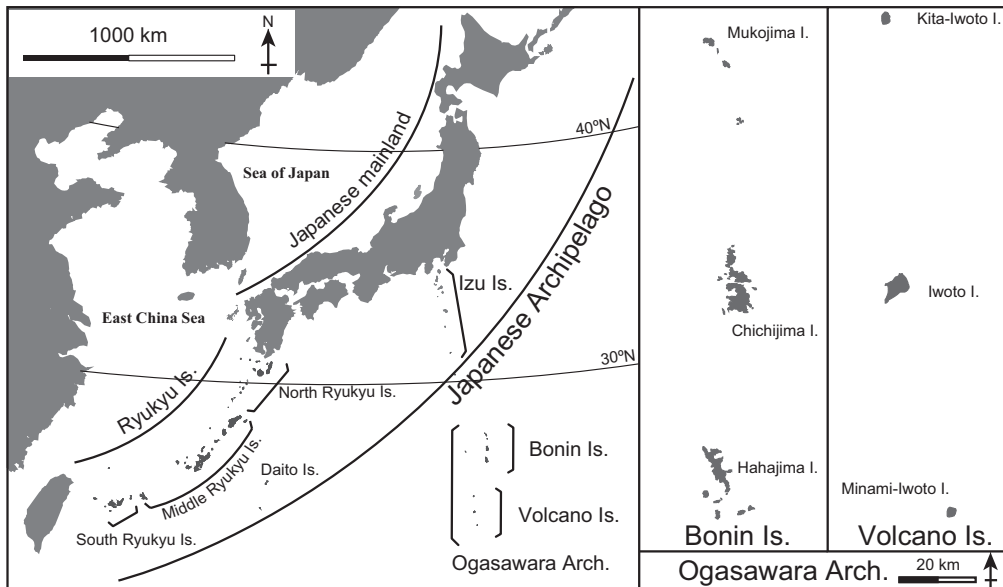 1000 km
N
40ºN
Sea of Japan
Japanese mainland
Japanese Archipelago
Izu Is.
East China Sea
30ºN
Ryukyu Is.
North Ryukyu Is.
Middle Ryukyu Is.
South Ryukyu Is.
Daito Is.
Bonin Is.
Volcano Is.
Ogasawara Arch.
Mukojima I.
Chichijima I.
Hahajima I.
Bonin Is.
Kita-Iwoto I.
Iwoto I.
Minami-Iwoto I.
Volcano Is.
Ogasawara Arch.
20 km